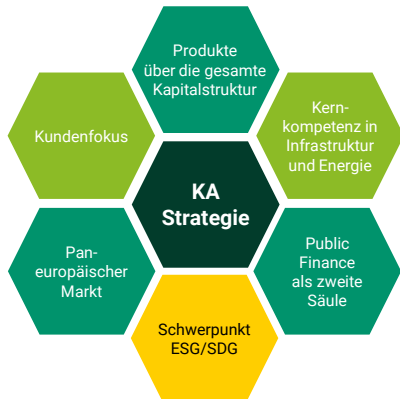 Produkte
über die gesamte
Kapitalstruktur
Kundenfokus
Kern-
kompetenz in
Infrastruktur
und Energie
KA
Strategie
Pan-
europäischer
Markt
Public
Finance
als zweite
Säule
Schwerpunkt
ESG/SDG